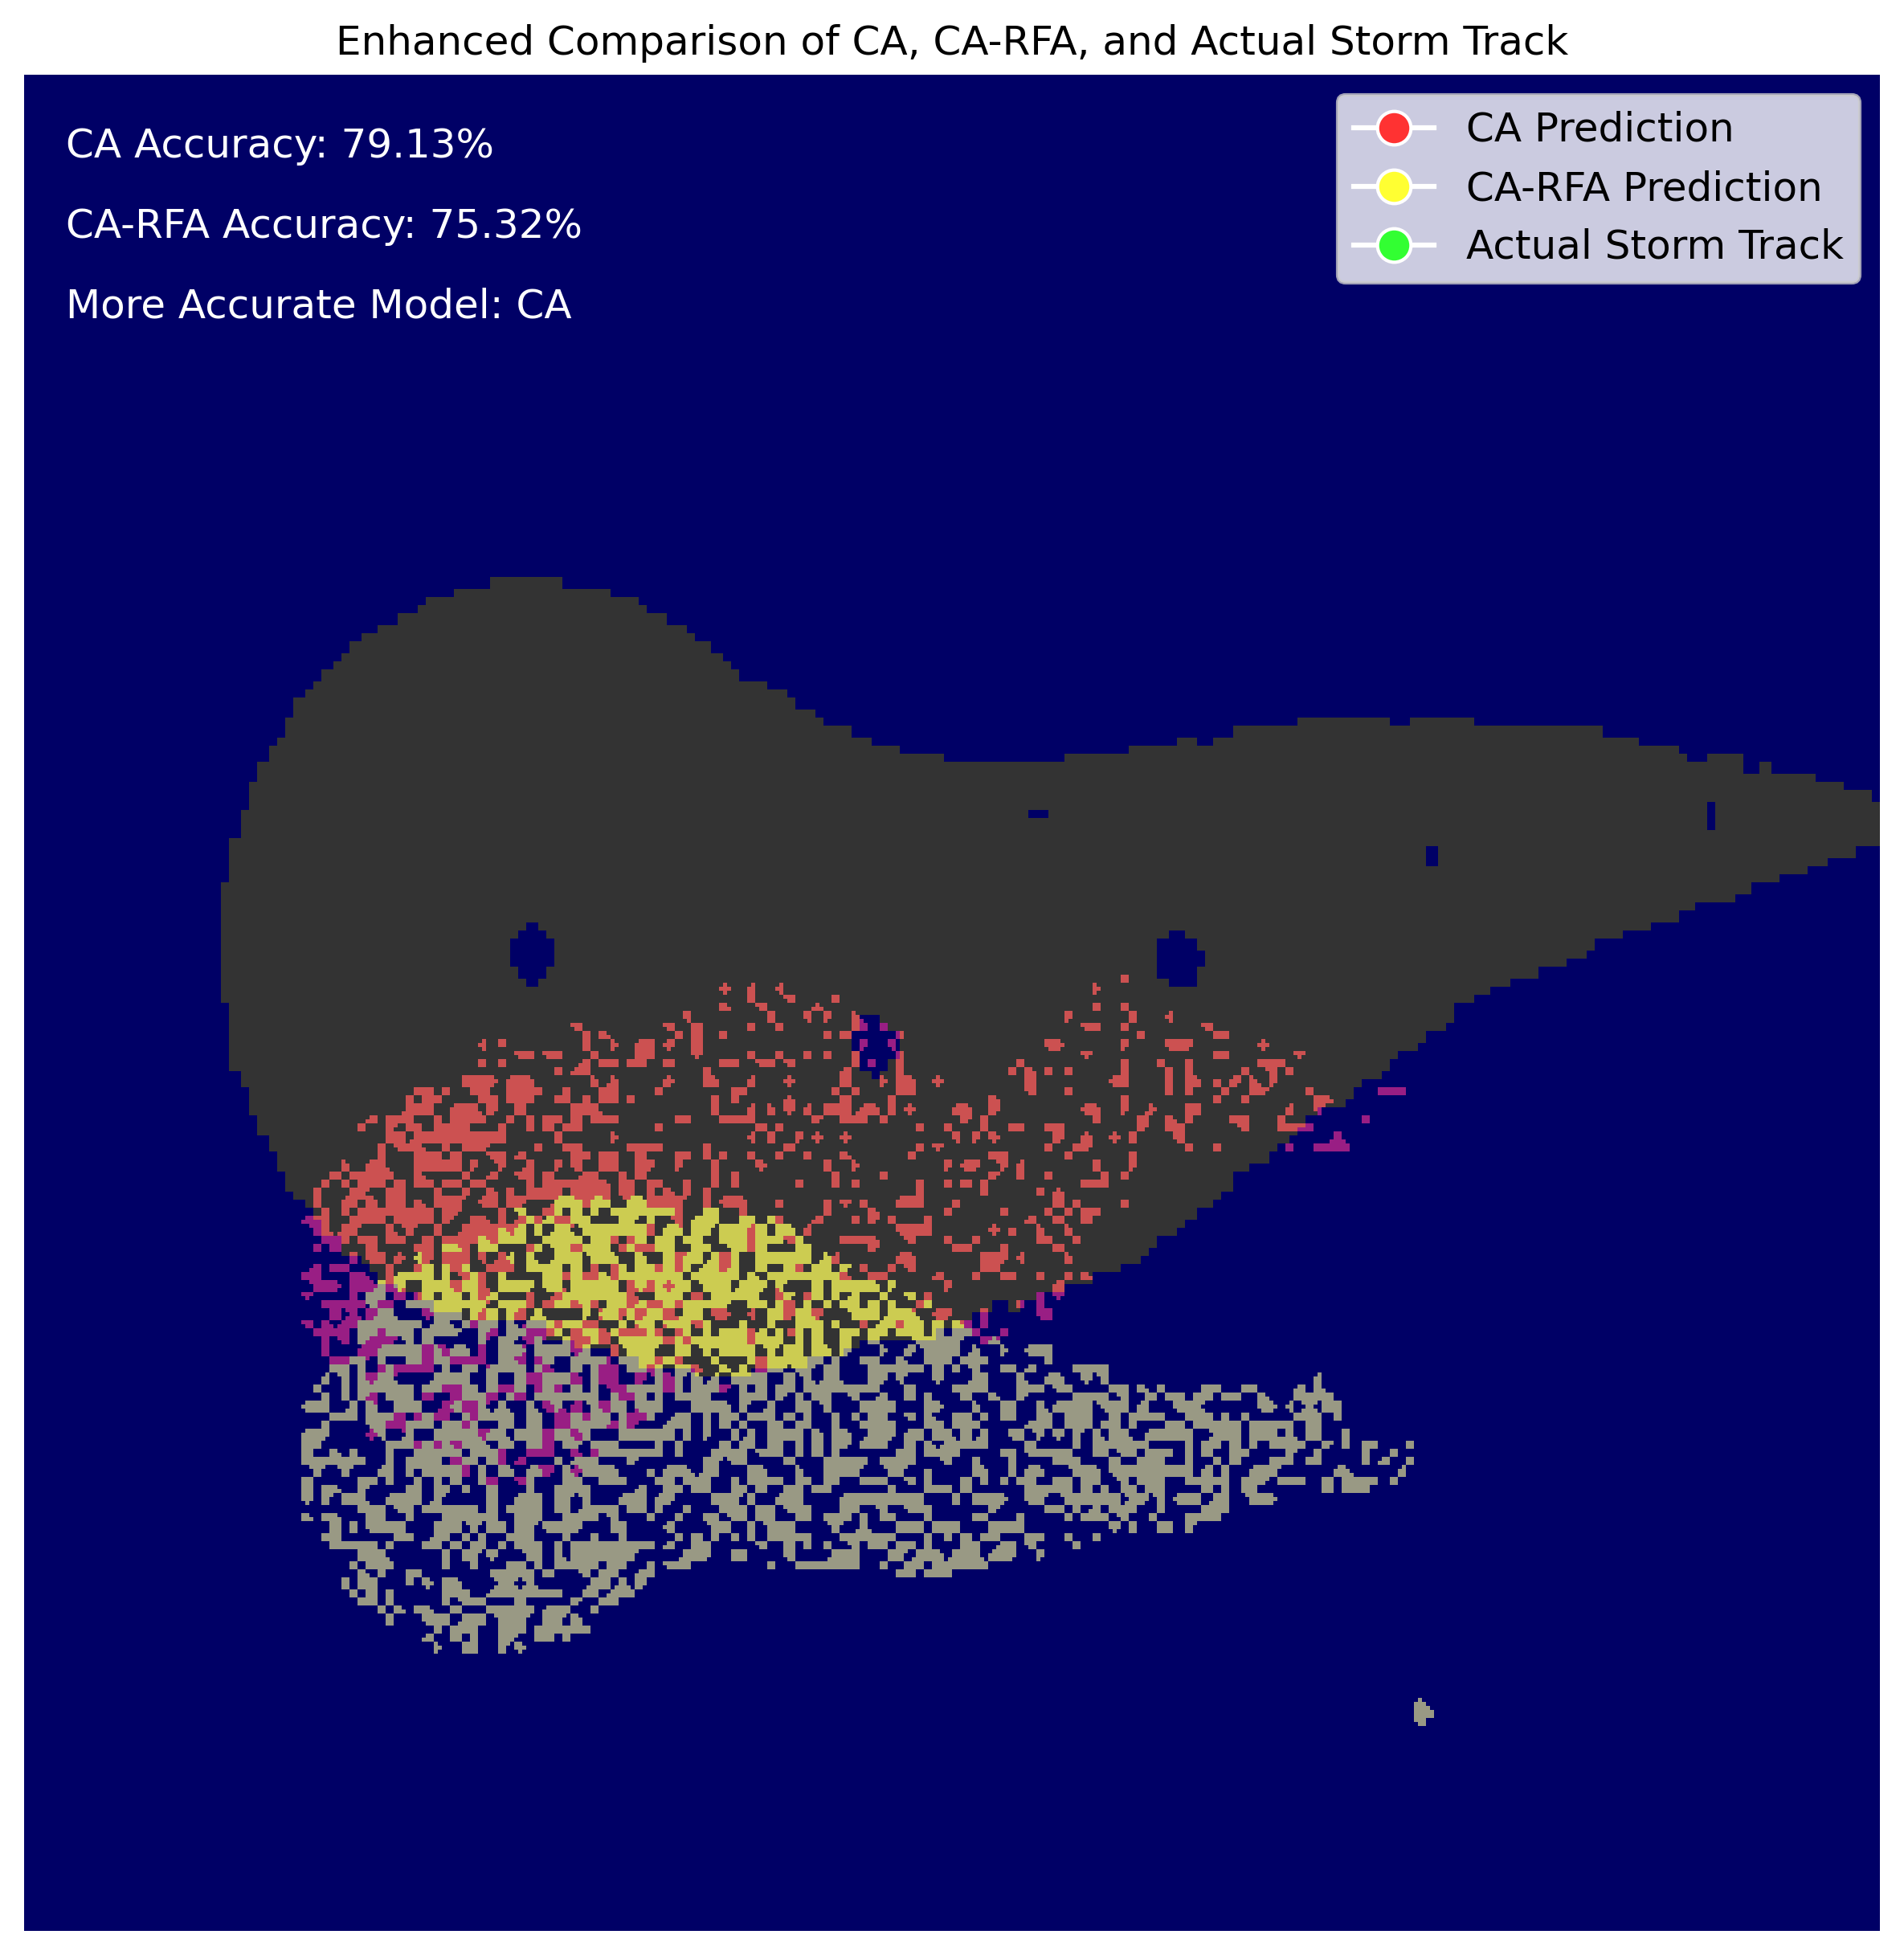 Enhanced Comparison of CA, CA-RFA, and Actual Storm Track
CA Accuracy: 79.13%
CA-RFA Accuracy: 75.32%
More Accurate Model: CA
CA Prediction
CA-RFA Prediction
Actual Storm Track